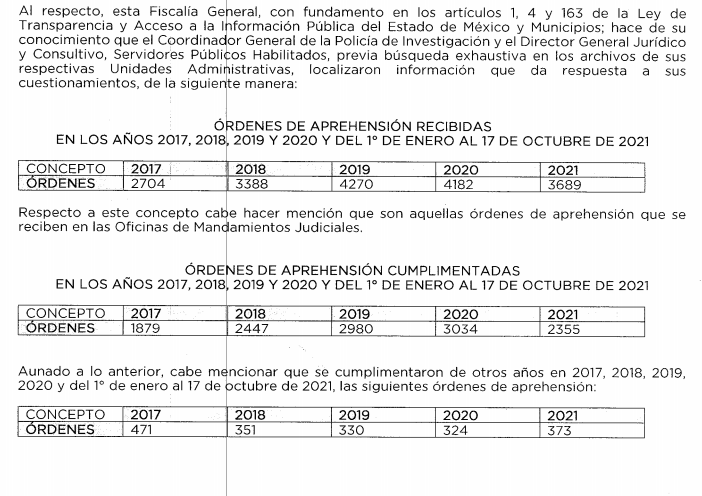 Al respecto, esta Fiscalía General, con fundamento en los artículos 1, 4 y 163 de la Ley de
Transparencia y Acceso a la Información Pública del Estado de México y Municipios; hace de su
conocimiento que el Coordinador General de la Policía de Investigación y el Director General Jurídico
y Consultivo, Servidores Públicos Habilitados, previa búsqueda exhaustiva en los archivos de sus
respectivas Unidades Administrativas, localizaron información que da respuesta a sus
cuestionamientos, de la siguiente manera:
ÓRDENES DE APREHENSIÓN RECIBIDAS
EN LOS AÑOS 2017, 2018, 2019 Y 2020 Y DEL 1° DE ENERO AL 17 DE OCTUBRE DE 2021
CONCEPTO 2017 2018 2019 2020 2021
ÓRDENES 2704 3388 4270 4182 3689
Respecto a este concepto cabe hacer mención que son aquellas órdenes de aprehensión que se
reciben en las Oficinas de Mandamientos Judiciales.
ÓRDENES DE APREHENSIÓN CUMPLIMENTADAS
EN LOS AÑOS 2017, 2018, 2019 Y 2020 Y DEL 1° DE ENERO AL 17 DE OCTUBRE DE 2021
CONCEPTO 2017 2018 2019 2020 2021
ÓRDENES 1879 2447 2980 3034 2355
Aunado a lo anterior, cabe mencionar que se cumplimentaron de otros años en 2017, 2018, 2019,
2020 y del 1° de enero al 17 de octubre de 2021, las siguientes órdenes de aprehensión:
CONCEPTO 2017 2018 2019 2020 2021
ÓRDENES 471 351 330 324 373